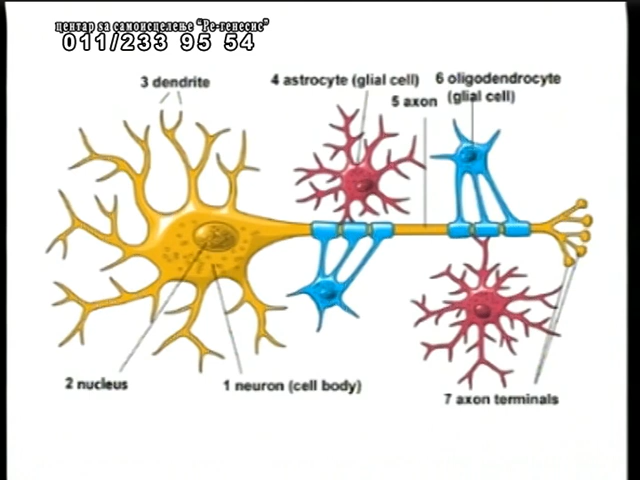 центар за самоисцелење "Ре-генесис"
011/233 95 54
3 dendrite
4 astrocyte (glial cell)
6 oligodendrocyte
(glial cell)
5 axon
2 nucleus
1 neuron (cell body)
7 axon terminals